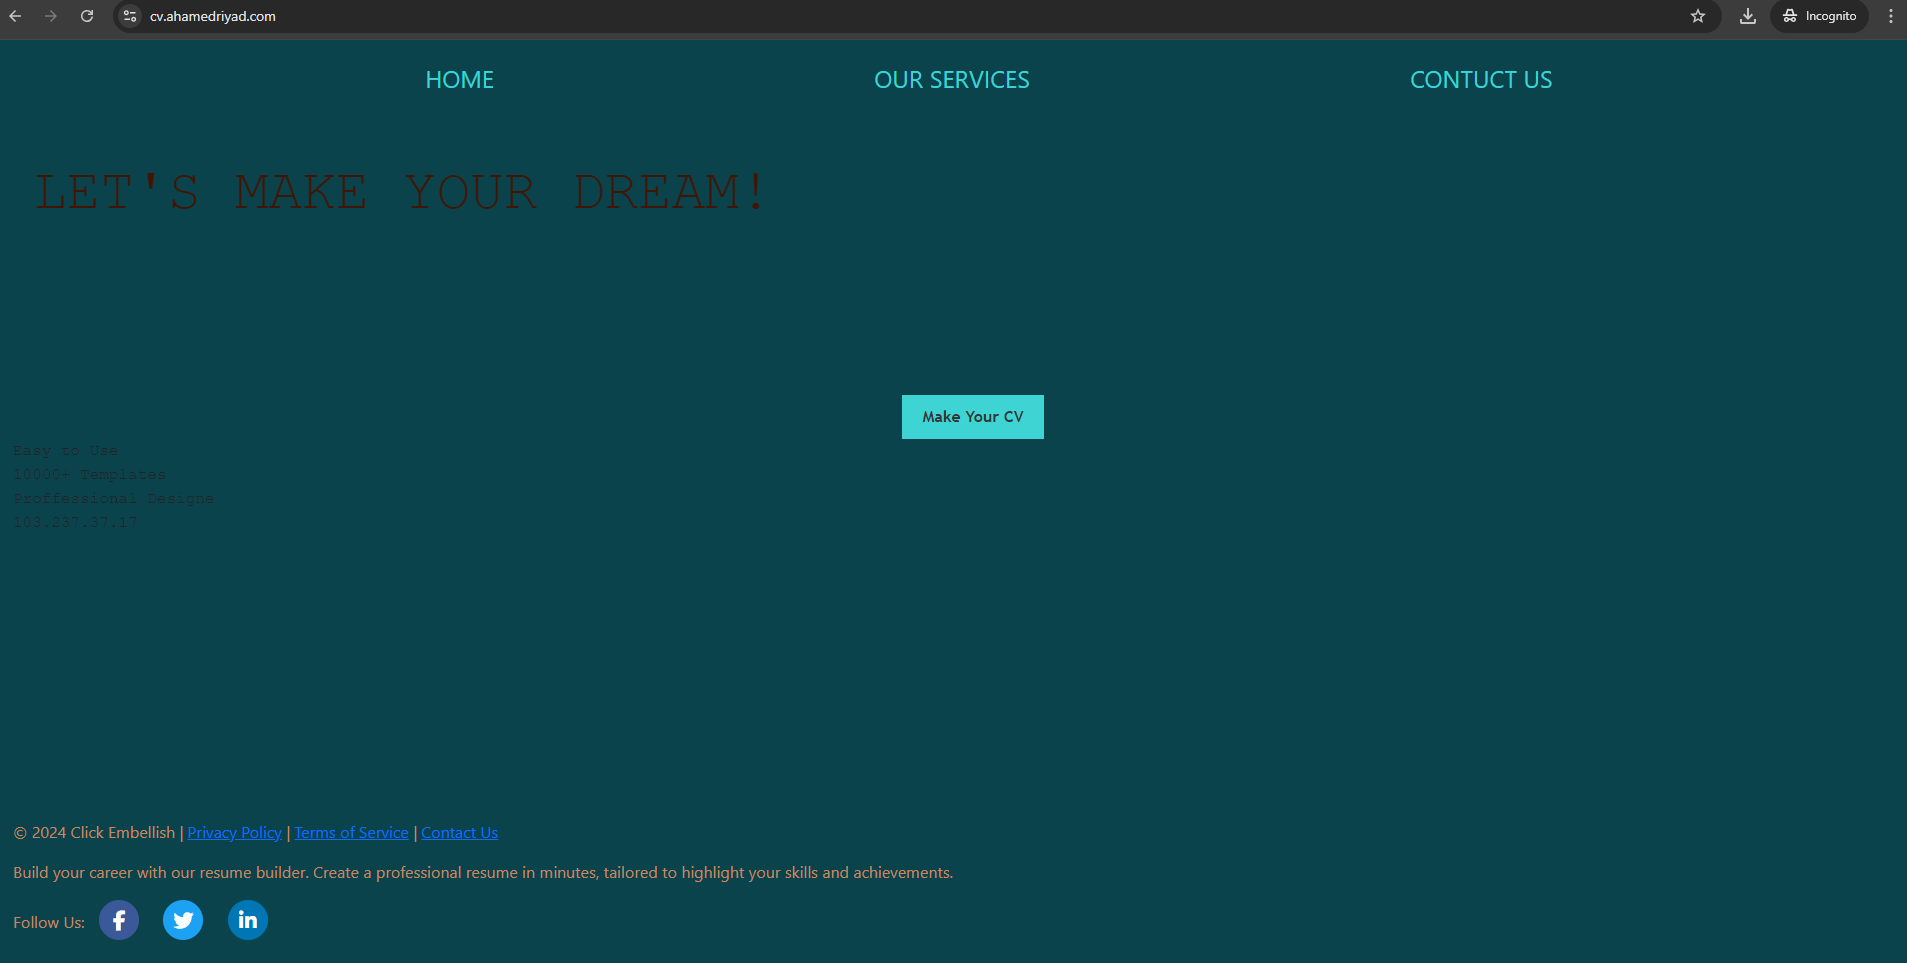 cv.ahamedriyad.com
Incognito
HOME OUR SERVICES CONTUCT US
LET'S MAKE YOUR DREAM!
Make Your CV
Easy to Use
10000+ Templates
Proffessional Designe
103.237.37.17
© 2024 Click Embellish | Privacy Policy | Terms of Service | Contact Us
Build your career with our resume builder. Create a professional resume in minutes, tailored to highlight your skills and achievements.
Follow Us: